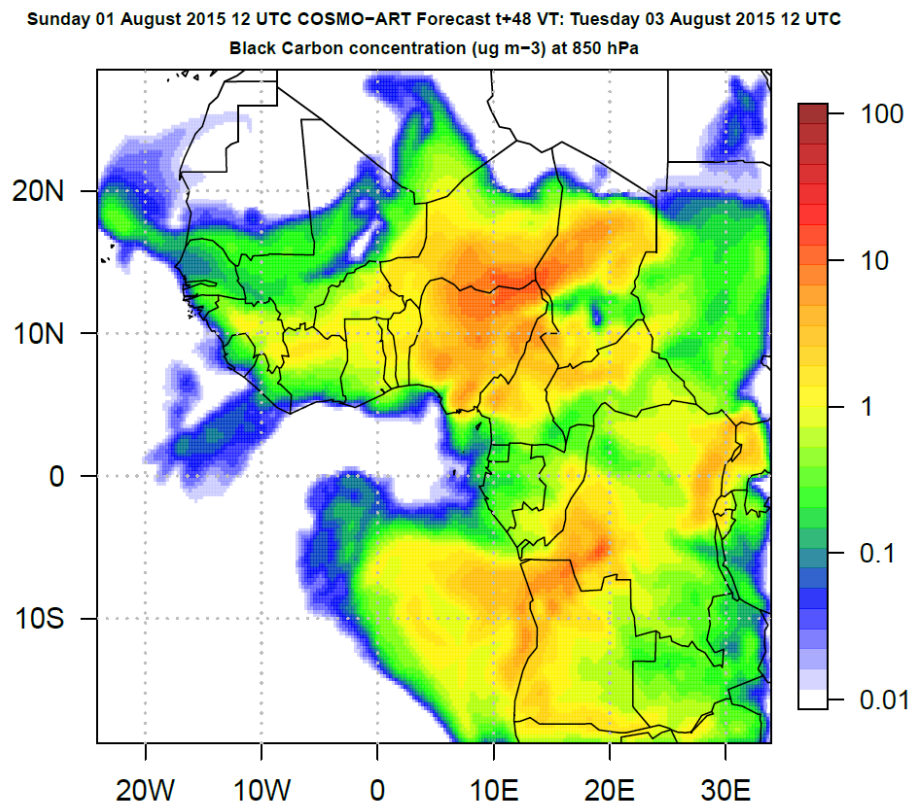 Sunday 01 August 2015 12 UTC COSMO−ART Forecast t+48 VT: Tuesday 03 August 2015 12 UTC
Black Carbon concentration (ug m−3) at 850 hPa
100
20N
10
10N
1
0
0.1
10S
0.01
20W 10W 0 10E 20E 30E